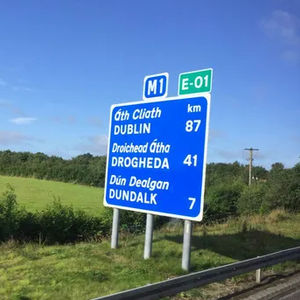 M1
E-01
km
Áth Cliath
DUBLIN 87
Droichead Átha
DROGHEDA 41
Dún Dealgan
DUNDALK 7